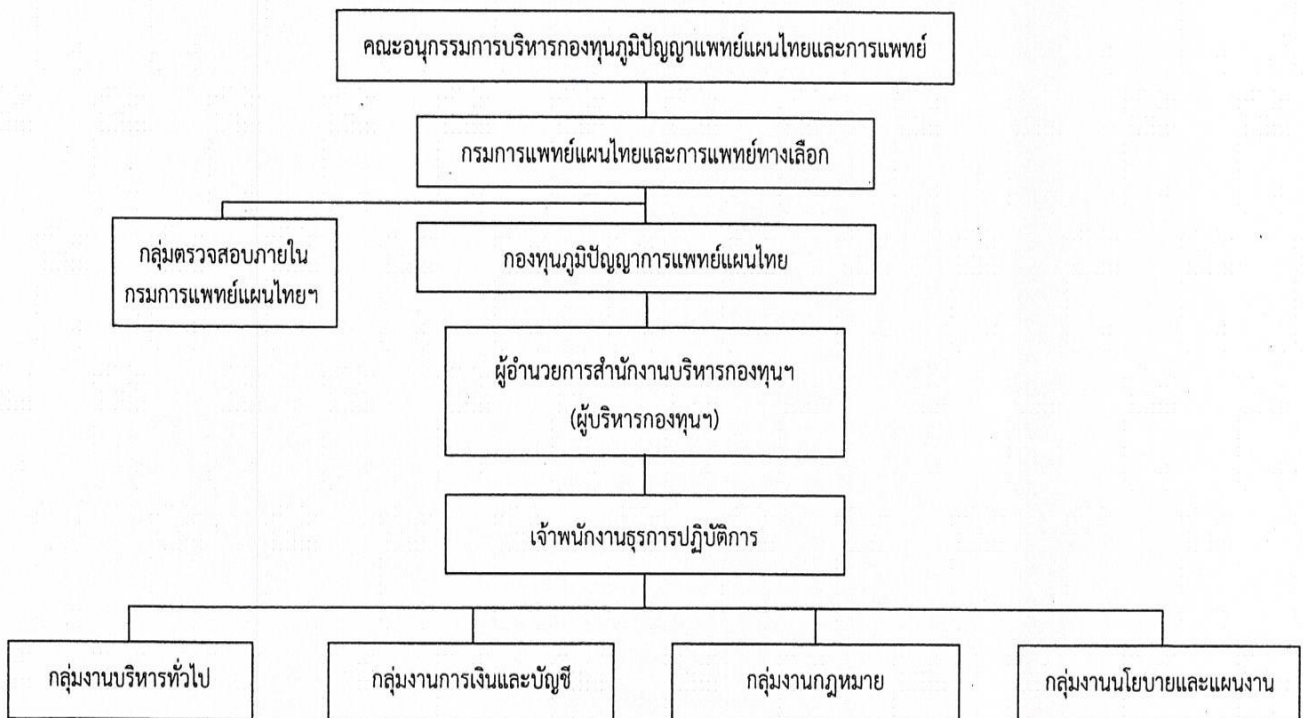 คณะอนุกรรมการบริหารกองทุนภูมิปัญญาแพทย์แผนไทยและการแพทย์
กรมการแพทย์แผนไทยและการแพทย์ทางเลือก
กลุ่มตรวจสอบภายใน
กรมการแพทย์แผนไทยฯ
กองทุนภูมิปัญญาการแพทย์แผนไทย
ผู้อำนวยการสำนักงานบริหารกองทุนฯ
(ผู้บริหารกองทุนฯ)
เจ้าพนักงานธุรการปฏิบัติการ
กลุ่มงานบริหารทั่วไป
กลุ่มงานการเงินและบัญชี
กลุ่มงานกฎหมาย
กลุ่มงานนโยบายและแผนงาน